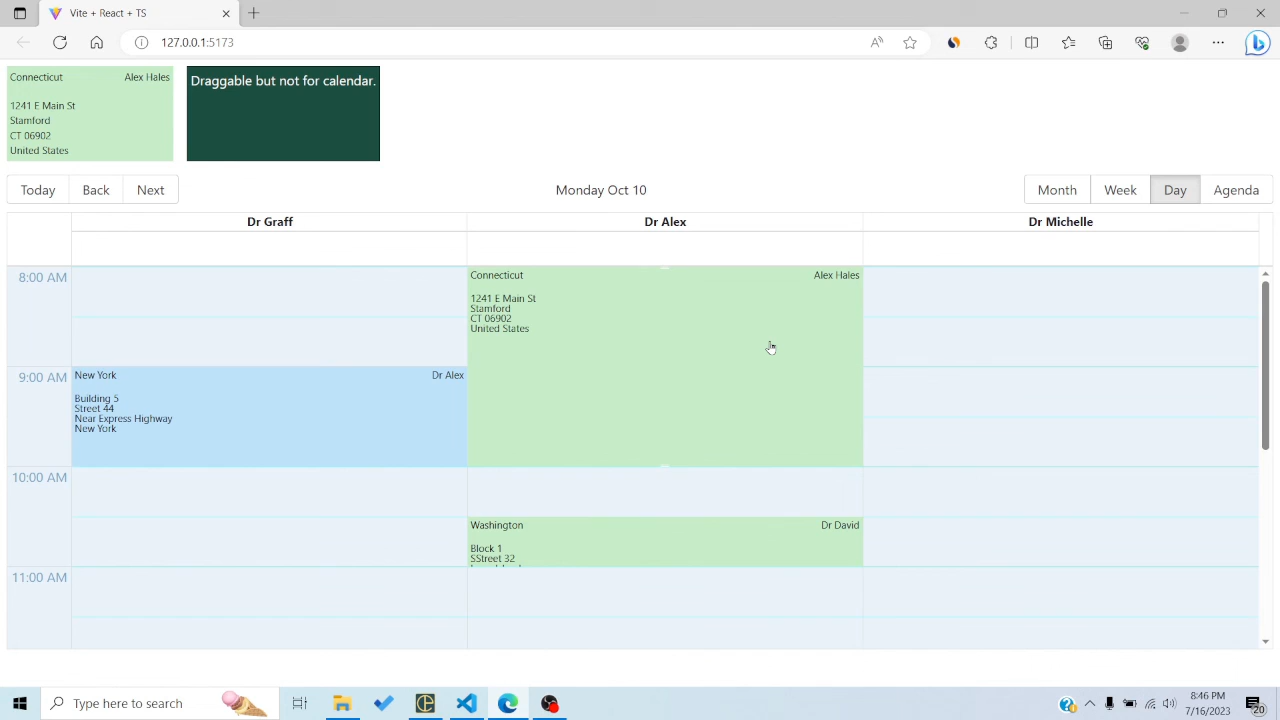 Vite + React + TS
127.0.0.1:5173
Connecticut Alex Hales
1241 E Main St
Stamford
CT 06902
United States
Draggable but not for calendar.
Today Back Next
Monday Oct 10
Month Week Day Agenda
Dr Graff Dr Alex Dr Michelle
8:00 AM
Connecticut Alex Hales
1241 E Main St
Stamford
CT 06902
United States
9:00 AM
New York Dr Alex
Building 5
Street 44
Near Express Highway
New York
10:00 AM
Washington Dr David
Block 1
SStreet 32
11:00 AM
Type here to search
8:46 PM
7/16/2023
20